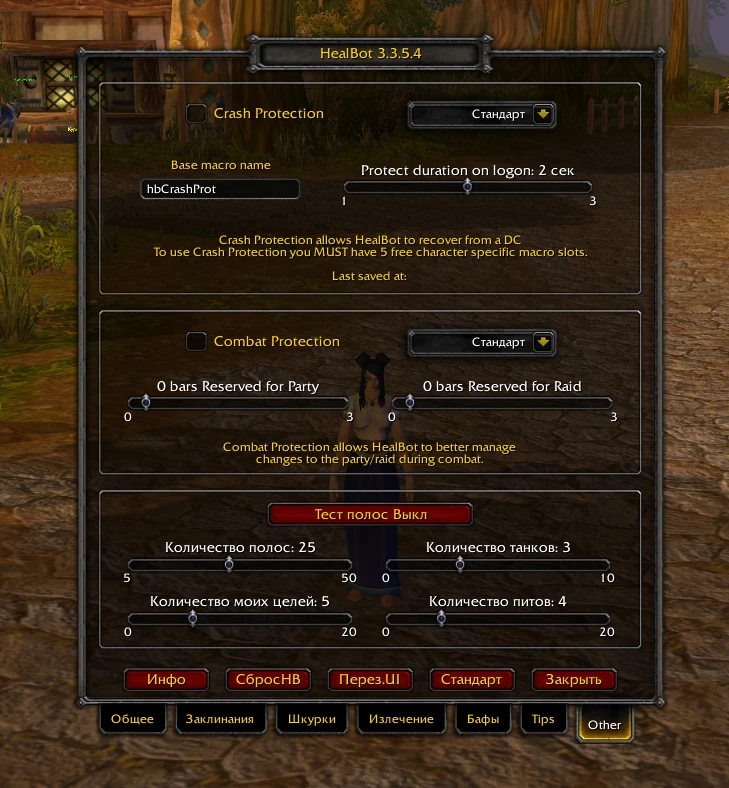 HealBot 3.3.5.4
Crash Protection
Стандарт
Base macro name
Protect duration on logon: 2 сек
hbCrashProt
1
3
Crash Protection allows HealBot to recover from a DC
To use Crash Protection you MUST have 5 free character specific macro slots.
Last saved at:
Combat Protection
Стандарт
0 bars Reserved for Party
0 bars Reserved for Raid
0
3
0
3
Combat Protection allows HealBot to better manage
changes to the party/raid during combat.
Тест полос Выкл
Количество полос: 25
Количество танков: 3
5
50
0
10
Количество моих целей: 5
Количество питов: 4
0
20
0
20
Инфо
СбросHB
Перез.UI
Стандарт
Закрыть
Общее
Заклинания
Шкурки
Излечение
Бафы
Tips
Other